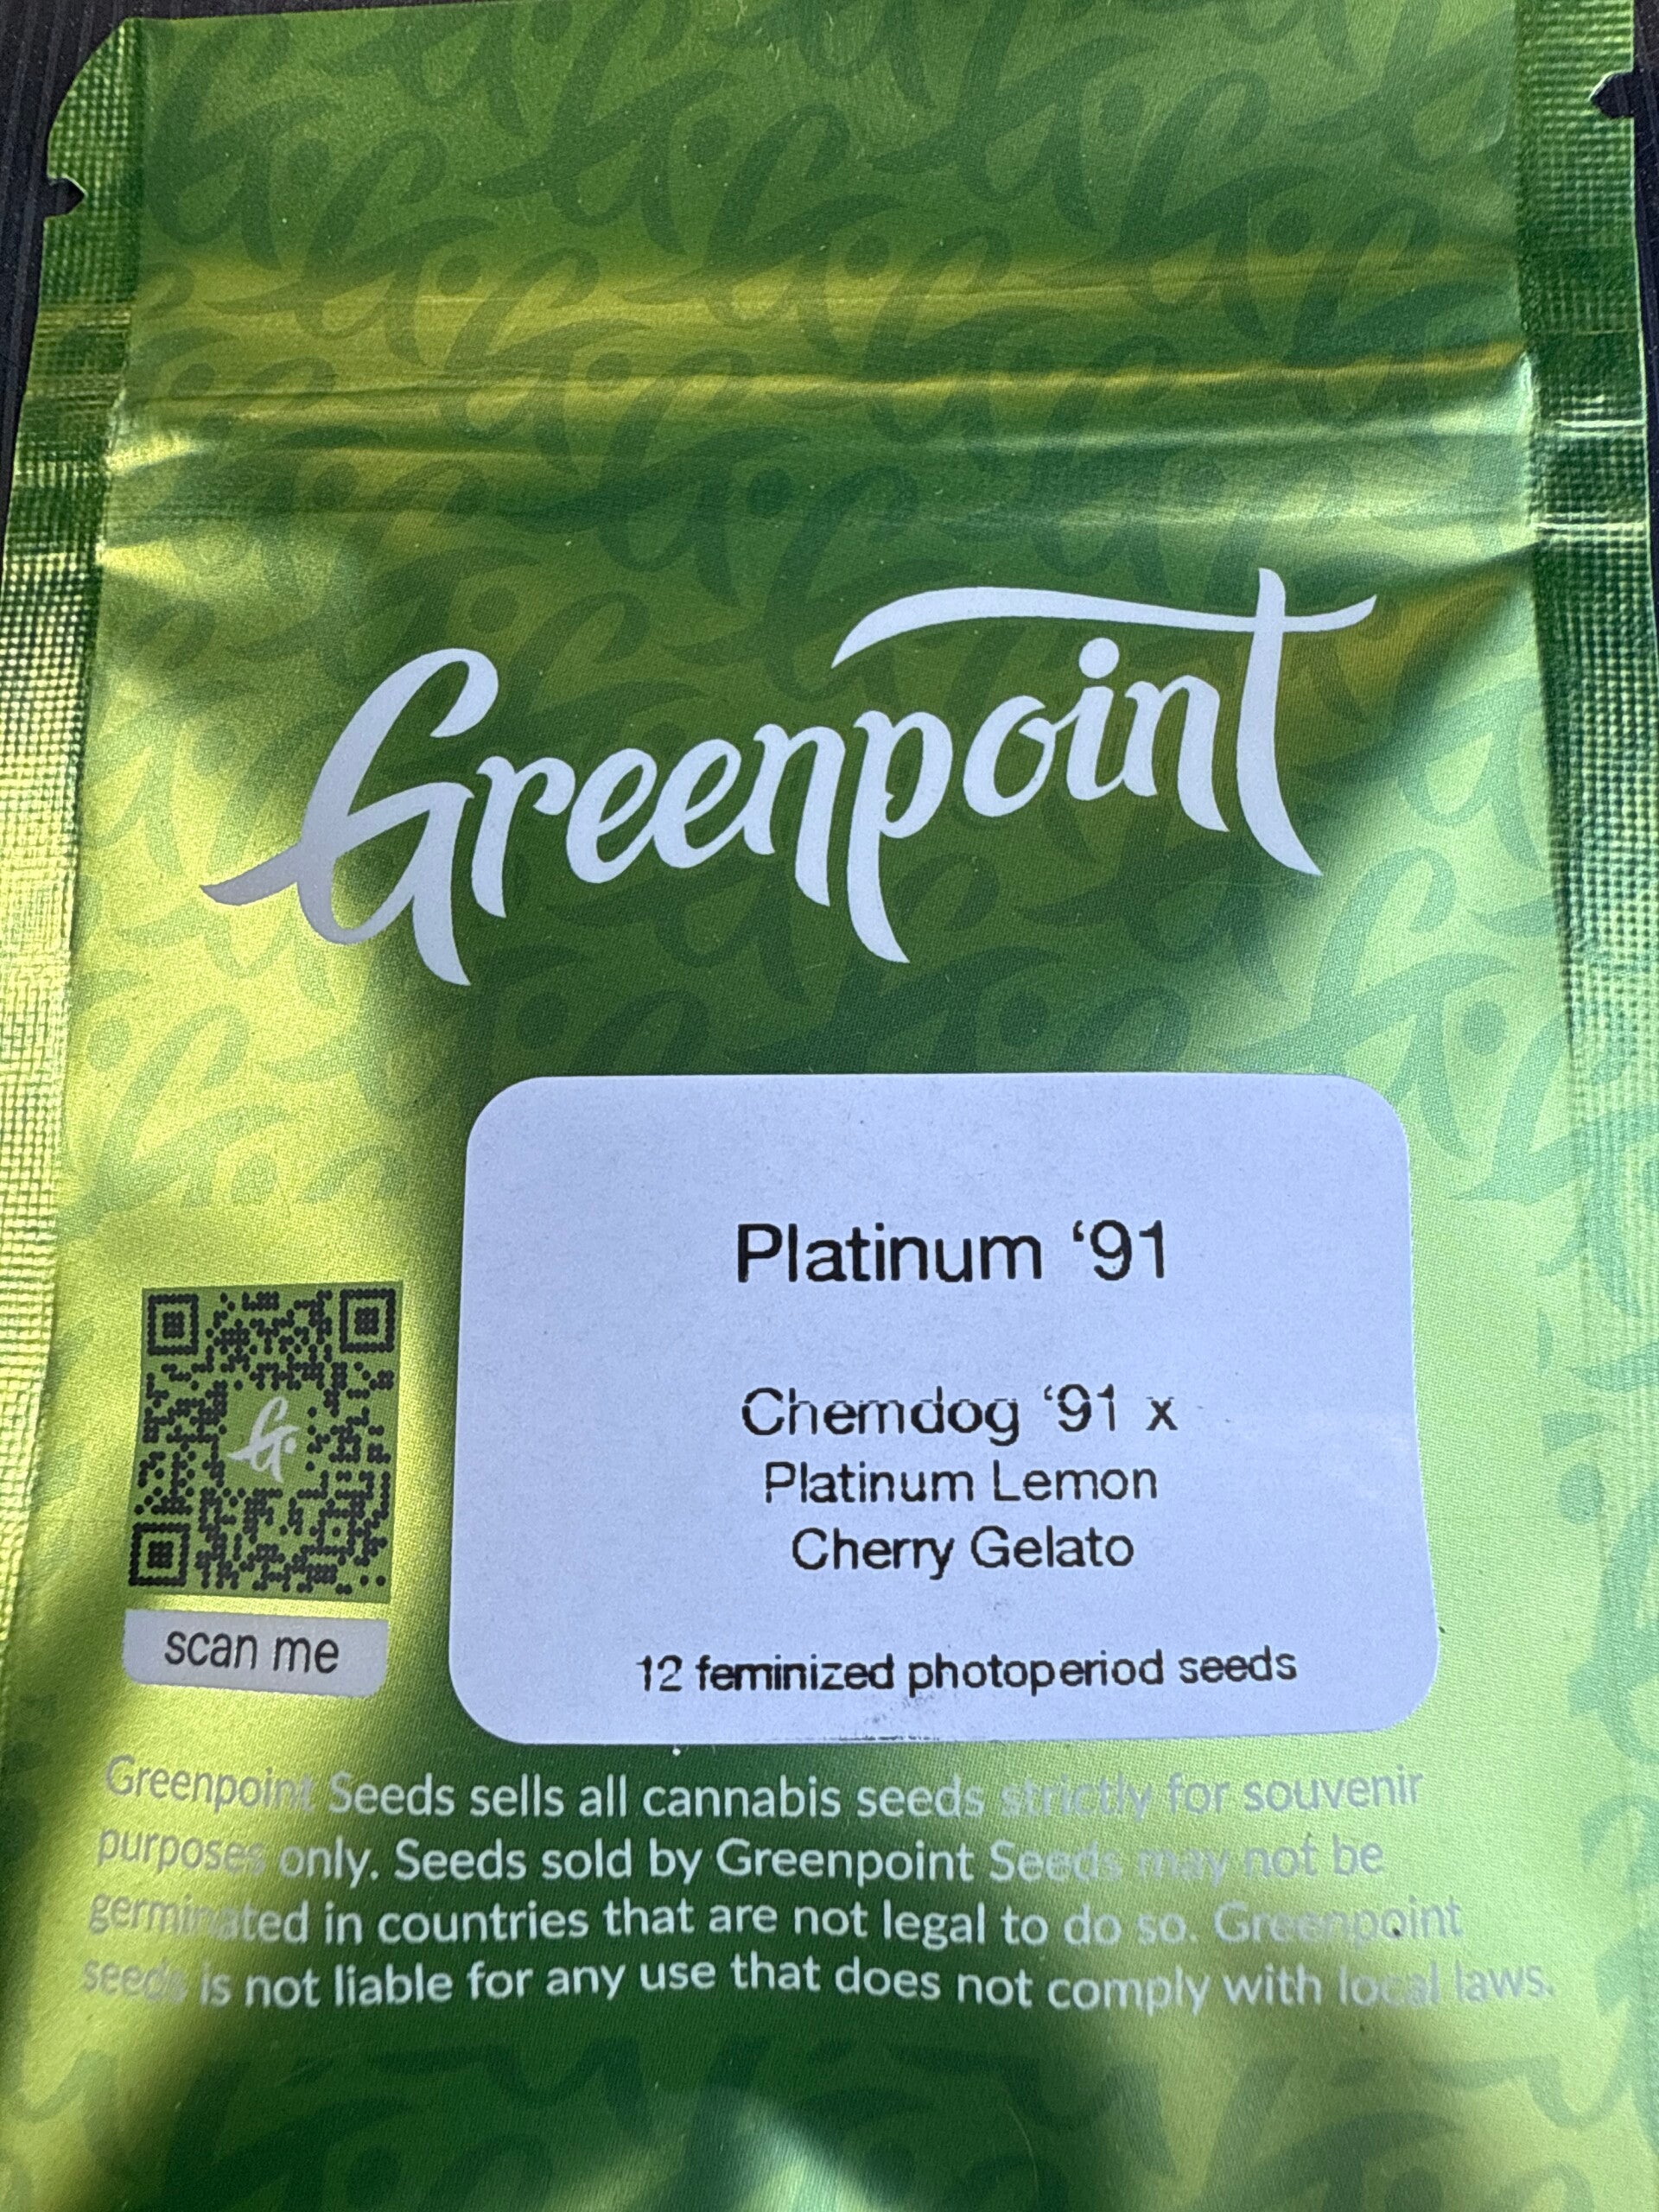 Greenpoint
Platinum ‘91
Chemdog ‘91 x
Platinum Lemon
Cherry Gelato
12 feminized photoperiod seeds
scan me
Greenpoint Seeds sells all cannabis seeds strictly for souvenir
purposes only. Seeds sold by Greenpoint Seeds may not be
germinated in countries that are not legal to do so. Greenpoint
seeds is not liable for any use that does not comply with local laws.